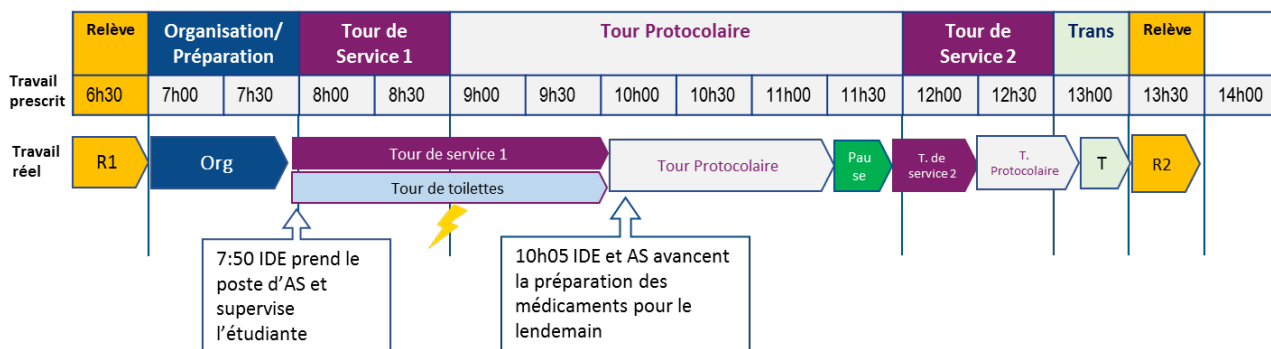 Relève
Organisation/
Préparation
Tour de
Service 1
Tour Protocolaire
Tour de
Service 2
Trans
Relève
Travail
prescrit
6h30
7h00
7h30
8h00
8h30
9h00
9h30
10h00
10h30
11h00
11h30
12h00
12h30
13h00
13h30
14h00
Travail
réel
R1
Org
Tour de service 1
Tour de toilettes
Tour Protocolaire
Pau
se
T. de
service 2
T.
Protocolaire
T
R2
7:50 IDE prend le
poste d’AS et
supervise
l’étudiante
10h05 IDE et AS avancent
la préparation des
médicaments pour le
lendemain